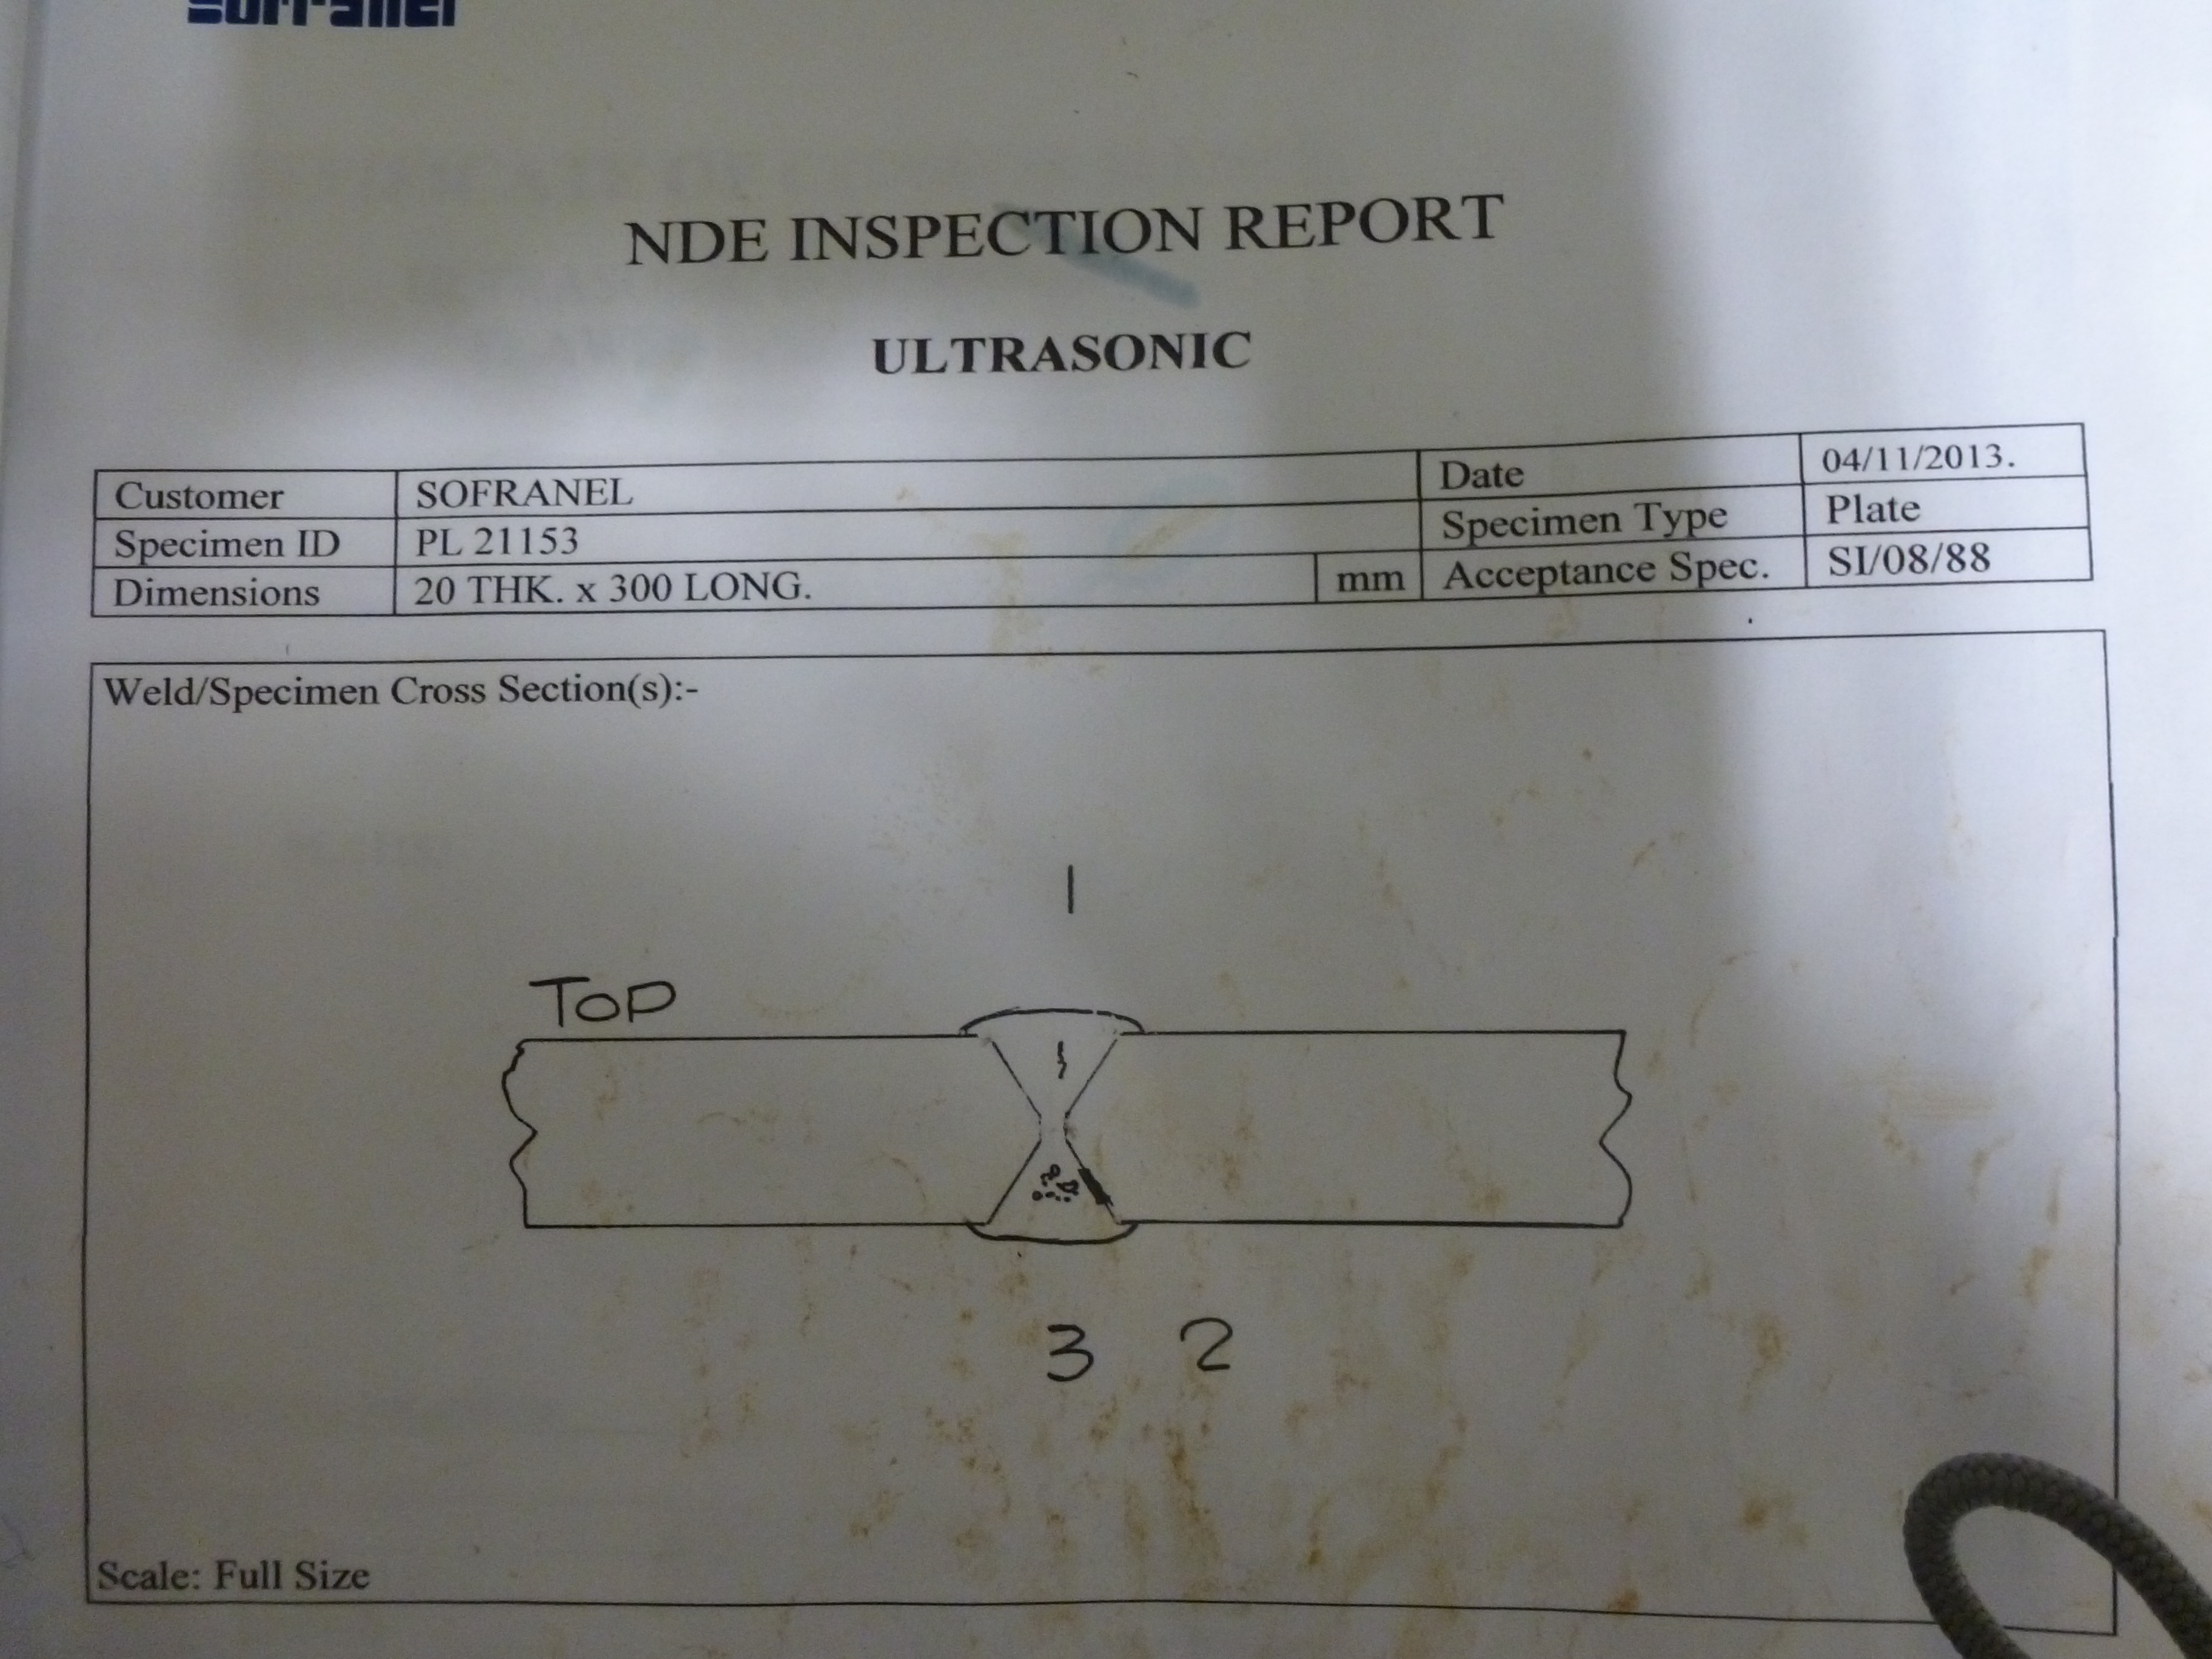 sofranel
NDE INSPECTION REPORT
ULTRASONIC
Customer SOFRANEL Date 04/11/2013.
Specimen ID PL 21153 Specimen Type Plate
Dimensions 20 THK. x 300 LONG. mm Acceptance Spec. SI/08/88
Weld/Specimen Cross Section(s):-
1
TOP
3 2
Scale: Full Size